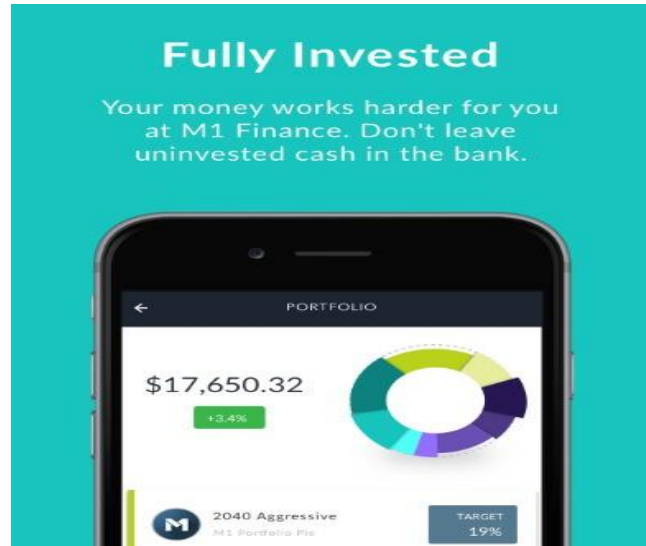 Fully Invested
Your money works harder for you
at M1 Finance. Don't leave
uninvested cash in the bank.
PORTFOLIO
$17,650.32
+3.4%
2040 Aggressive
M1 Portfolio Pie
TARGET
19%
M